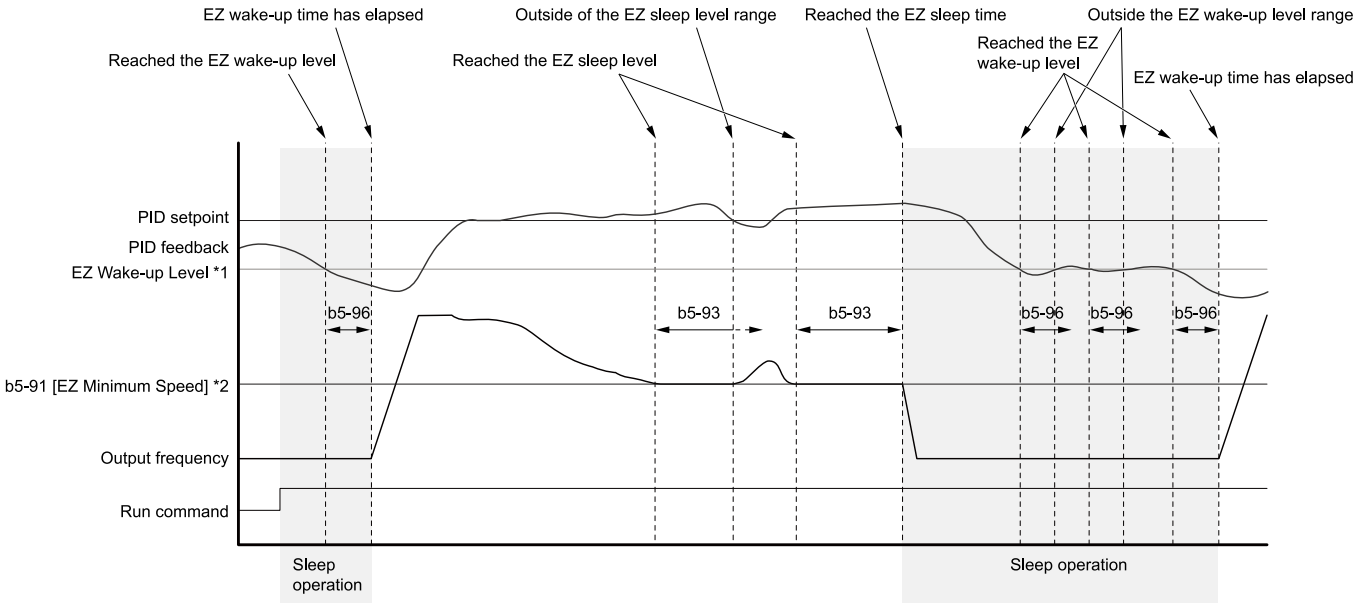 EZ wake-up time has elapsed
Outside of the EZ sleep level range
Reached the EZ sleep time
Outside the EZ wake-up level range
Reached the EZ wake-up level
Reached the EZ sleep level
Reached the EZ
wake-up level
EZ wake-up time has elapsed
PID setpoint
PID feedback
EZ Wake-up Level *1
b5-96
b5-93
b5-93
b5-96
b5-96
b5-96
b5-91 [EZ Minimum Speed] *2
Output frequency
Run command
Sleep
operation
Sleep operation